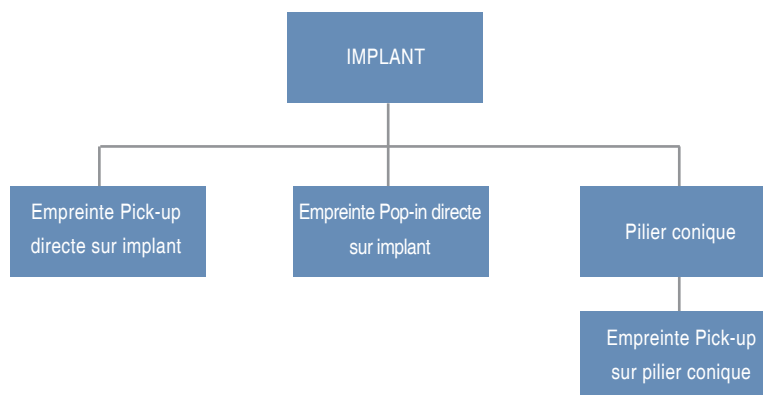 IMPLANT
Empreinte Pick-up
directe sur implant
Empreinte Pop-in directe
sur implant
Pilier conique
Empreinte Pick-up
sur pilier conique